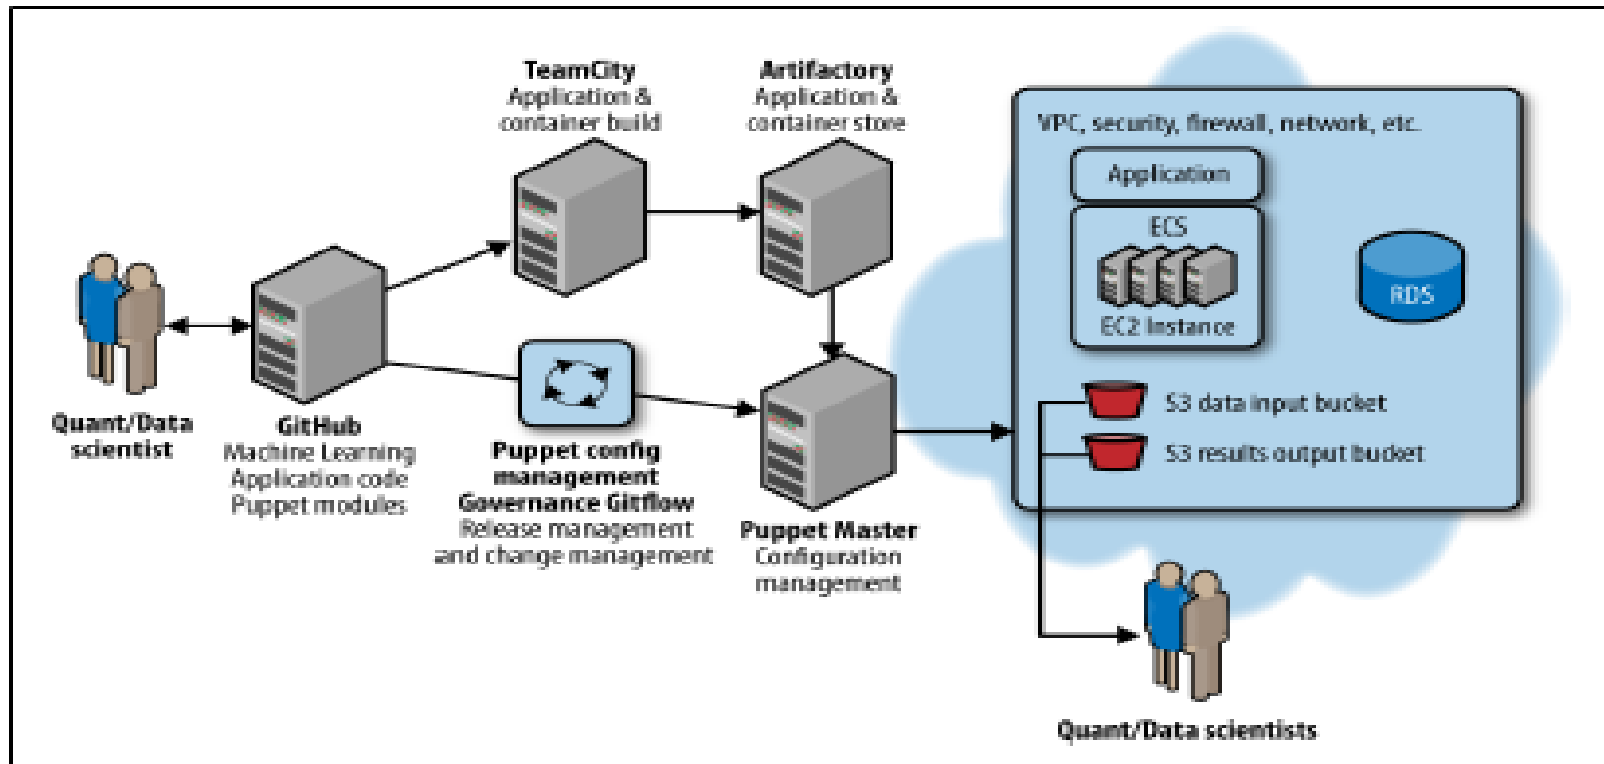 TeamCity
Application &
container build
Artifactory
Application &
container store
VPC, security, firewall, network, etc.
Application
ECS
EC2 Instance
RDS
Quant/Data
scientist
GitHub
Machine Learning
Application code
Puppet modules
Puppet config
management
Governance Gitflow
Release management
and change management
Puppet Master
Configuration
management
S3 data input bucket
S3 results output bucket
Quant/Data scientists